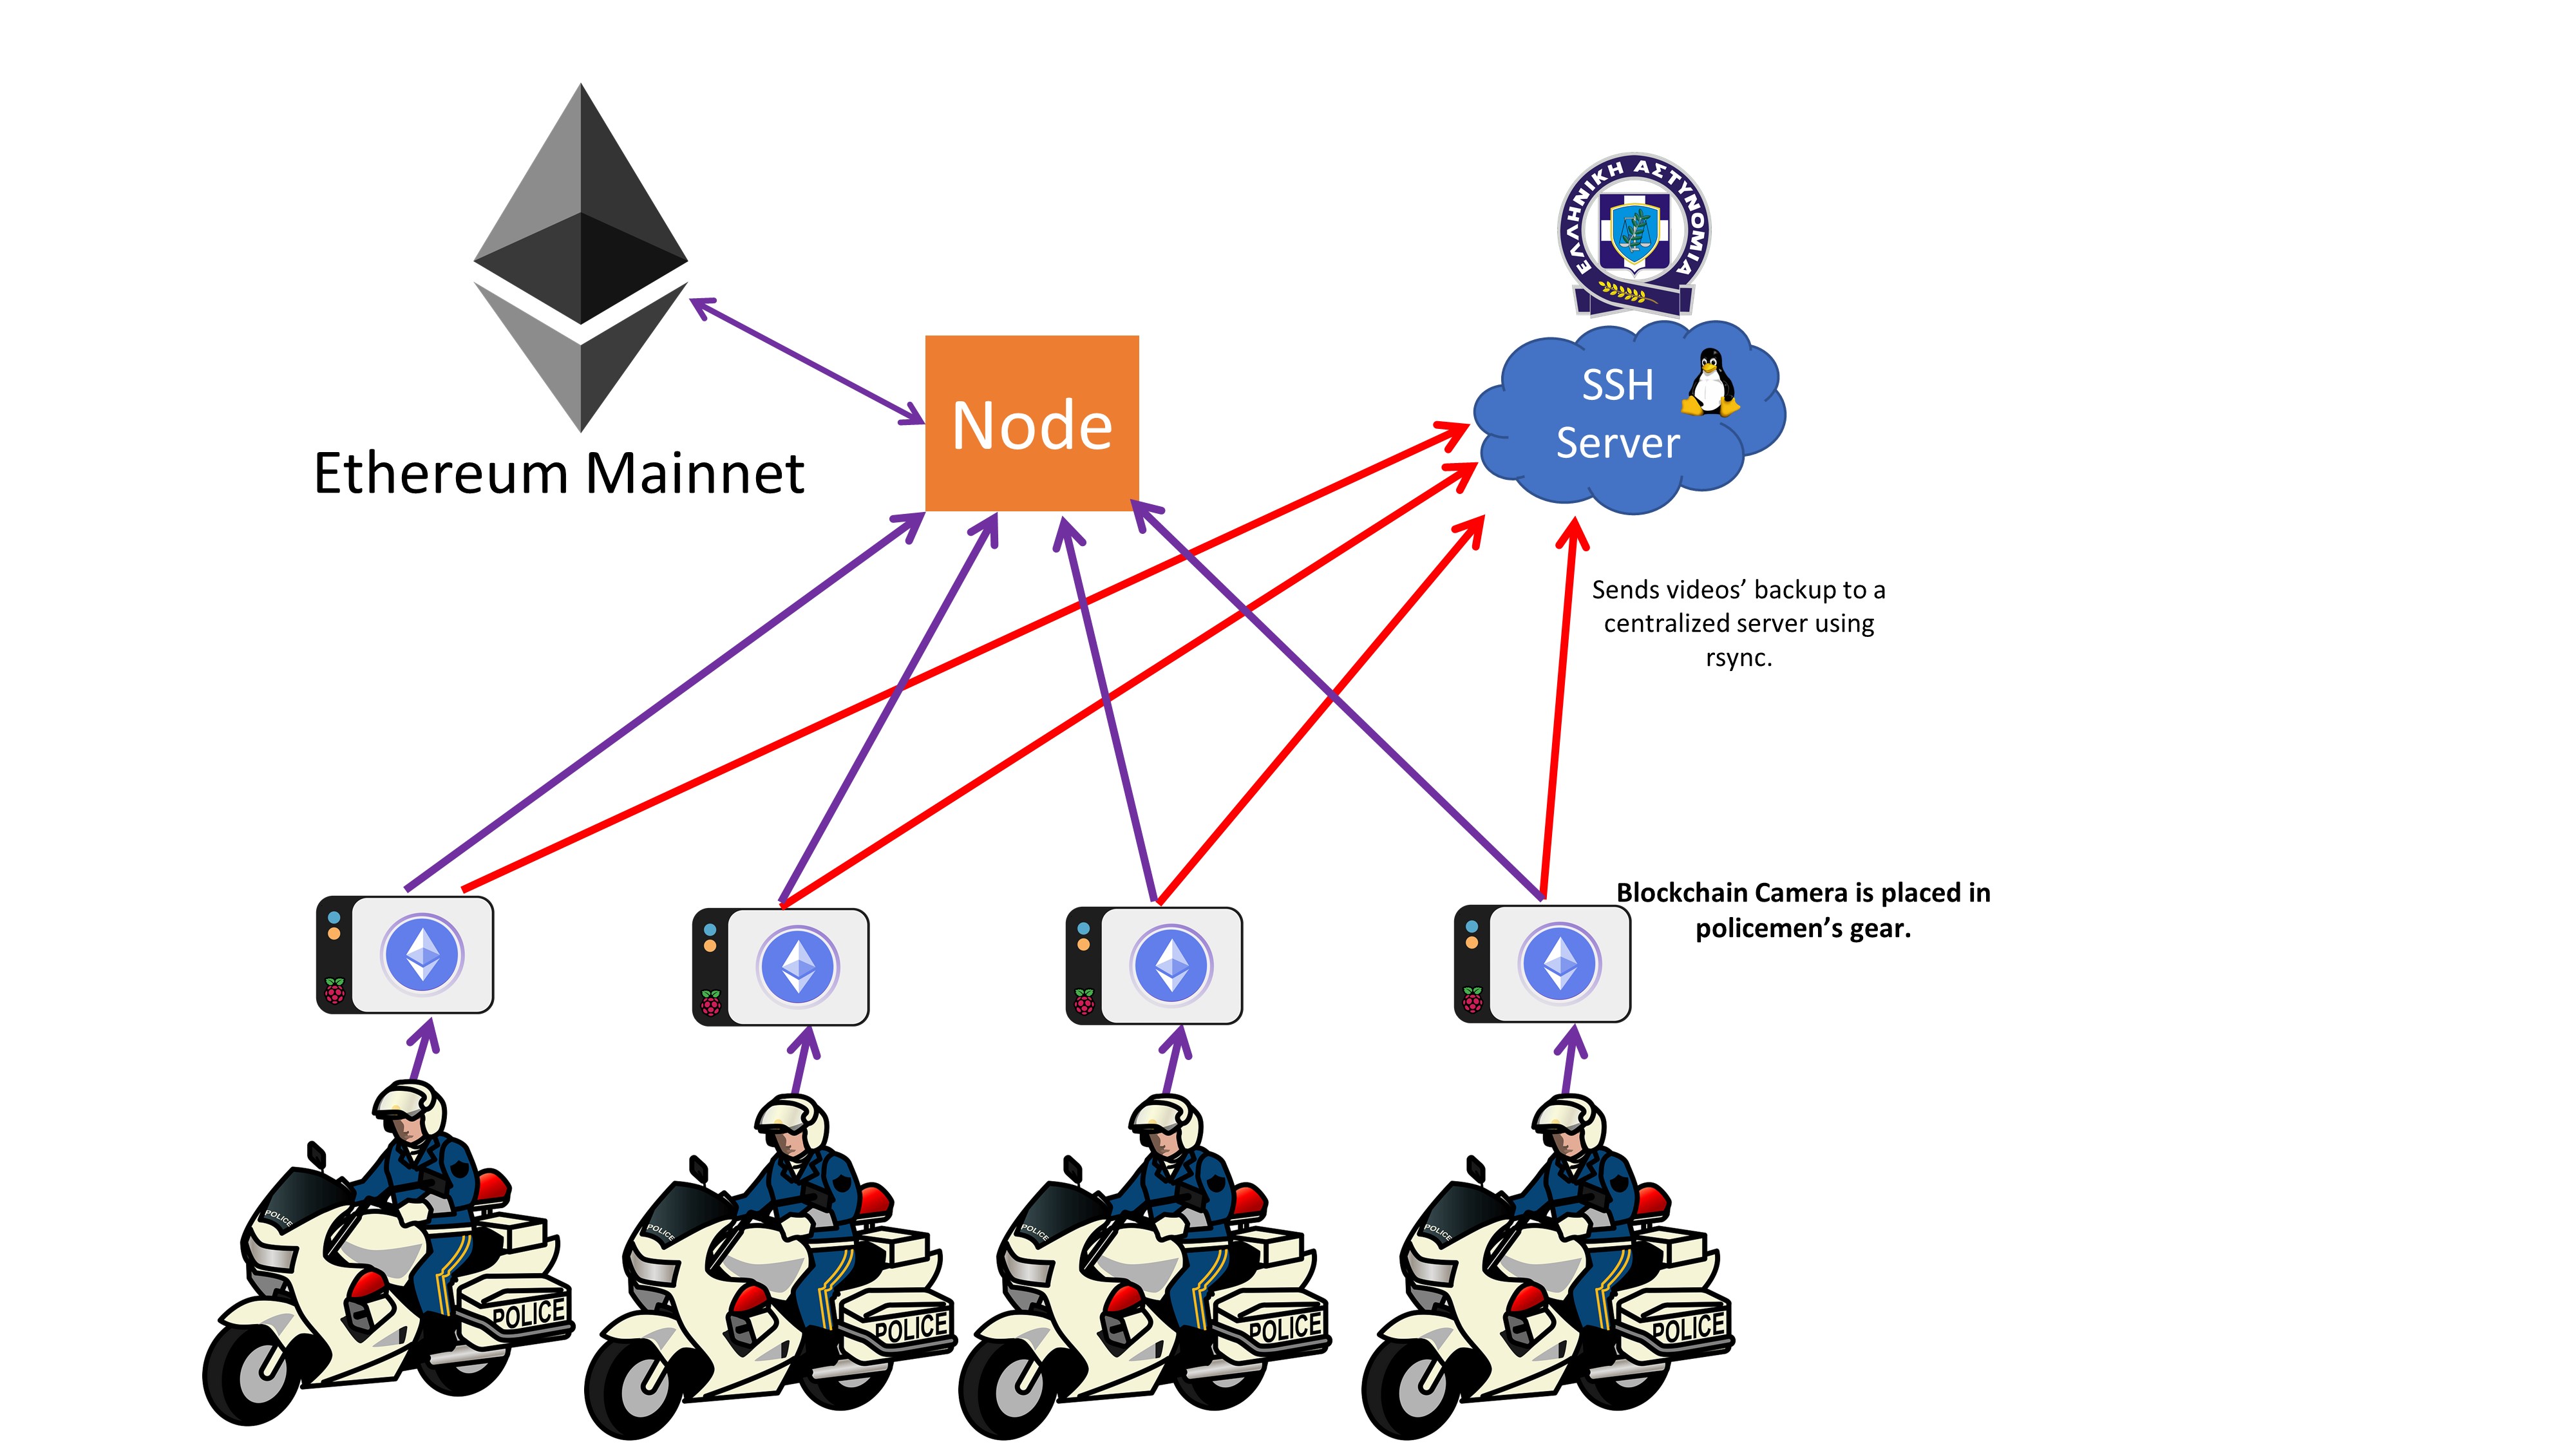 ΕΛΛΗΝΙΚΗ ΑΣΤΥΝΟΜΙΑ
Ethereum Mainnet
Node
SSH
Server
Sends videos’ backup to a
centralized server using
rsync.
Blockchain Camera is placed in
policemen’s gear.
POLICE
POLICE
POLICE
POLICE
POLICE
POLICE
POLICE
POLICE